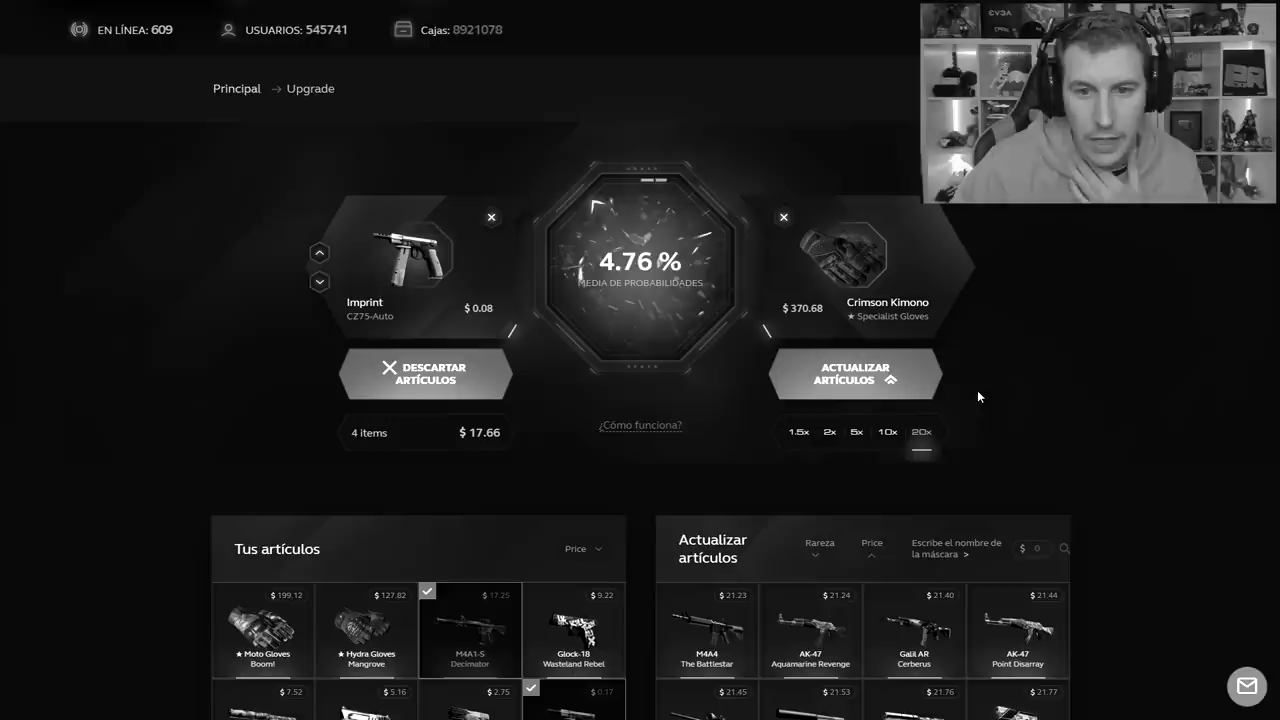 EN LÍNEA: 609
USUARIOS: 545741
Cajas: 8921078
EVGA
Principal → Upgrade
4.76 %
MEDIA DE PROBABILIDADES
Imprint
CZ75-Auto
$ 0.08
$ 370.68
Crimson Kimono
★ Specialist Gloves
DESCARTAR
ARTÍCULOS
ACTUALIZAR
ARTÍCULOS
4 items
$ 17.66
¿Cómo funciona?
1.5x 2x 5x 10x 20x
Tus artículos
Price
Actualizar
artículos
Rareza
Price
Escribe el nombre de
la máscara >
$ 0
$ 199.12
★ Moto Gloves
Boom!
$ 127.82
★ Hydra Gloves
Mangrove
$ 17.25
M4A1-S
Decimator
$ 9.22
Glock-18
Wasteland Rebel
$ 21.23
M4A4
The Battlestar
$ 21.24
AK-47
Aquamarine Revenge
$ 21.40
Galil AR
Cerberus
$ 21.44
AK-47
Point Disarray
$ 7.52
$ 5.16
$ 2.75
$ 0.17
$ 21.45
$ 21.53
$ 21.76
$ 21.77